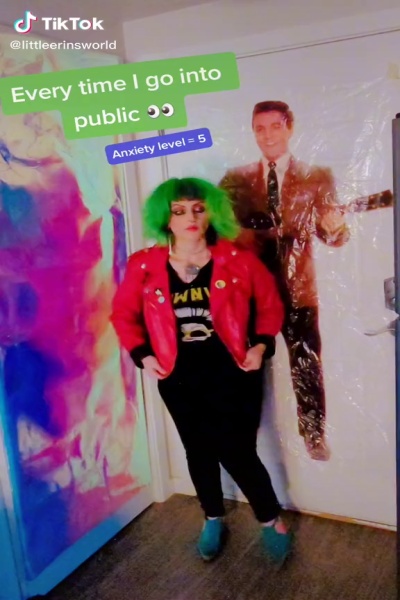 TikTok
@littleerinsworld
Every time I go into
public 👀
Anxiety level = 5